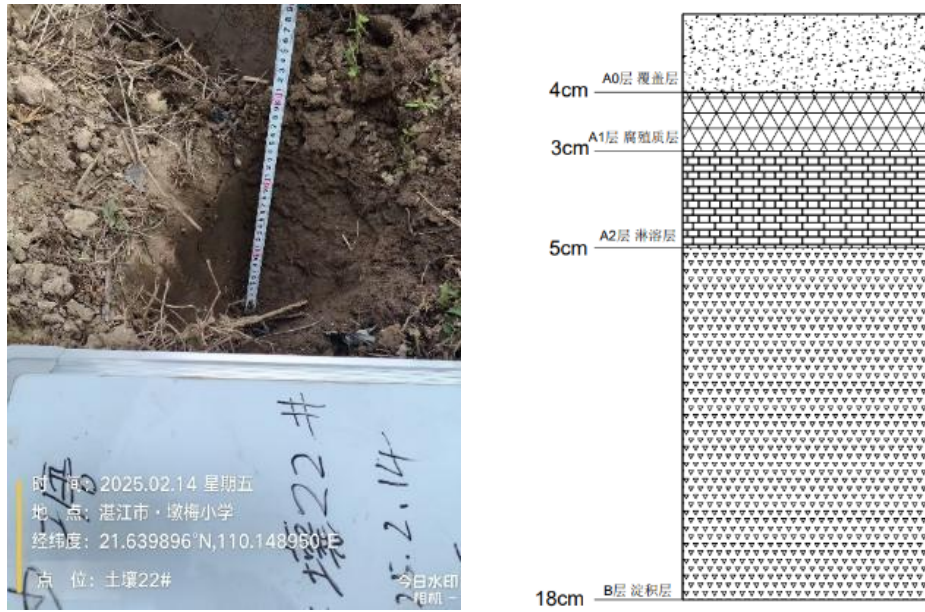 土壤22#
2025.2.14
时 间：2025.02.14 星期五
地 点：湛江市·墩梅小学
经纬度：21.639896°N,110.148950°E
点 位：土壤22#
今日水印
相机
A0层 覆盖层
4cm
A1层 腐殖质层
3cm
A2层 淋溶层
5cm
B层 淀积层
18cm